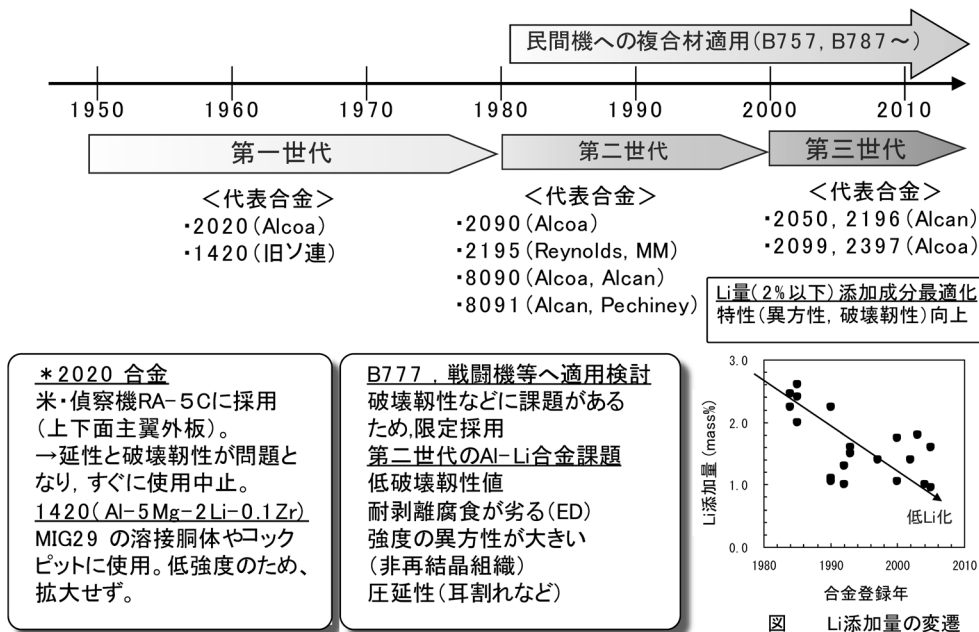 民間機への複合材適用(B757, B787～)
1950 1960 1970 1980 1990 2000 2010
第一世代
第二世代
第三世代
＜代表合金＞
・2020(Alcoa)
・1420(旧ソ連)
＜代表合金＞
・2090(Alcoa)
・2195(Reynolds, MM)
・8090(Alcoa, Alcan)
・8091(Alcan, Pechiney)
＜代表合金＞
・2050, 2196(Alcan)
・2099, 2397(Alcoa)
Li量(2%以下)添加成分最適化
特性(異方性, 破壊靭性)向上
＊2020 合金
米・偵察機RA-5Cに採用
(上下面主翼外板)。
→延性と破壊靭性が問題と
なり, すぐに使用中止。
1420(Al-5Mg-2Li-0.1Zr)
MIG29 の溶接胴体やコック
ピットに使用。低強度のため、
拡大せず。
B777 , 戦闘機等へ適用検討
破壊靭性などに課題がある
ため,限定採用
第二世代のAl-Li合金課題
低破壊靭性値
耐剥離腐食が劣る(ED)
強度の異方性が大きい
(非再結晶組織)
圧延性(耳割れなど)
Li添加量 (mass%)
3.0
2.0
1.0
0.0
低Li化
1980 1990 2000 2010
合金登録年
図 Li添加量の変遷